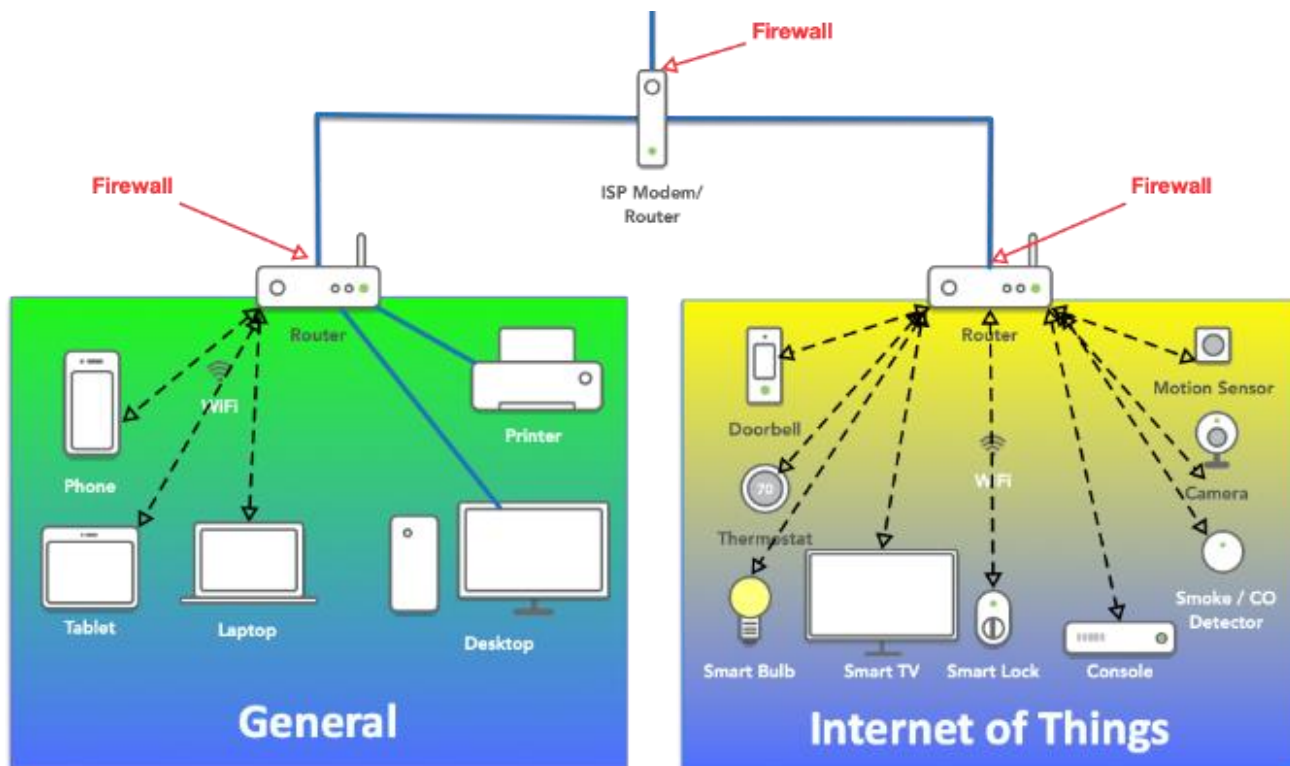 Firewall
Firewall
Firewall
ISP Modem/
Router
Router
WiFi
Phone
Printer
Tablet
Laptop
Desktop
General
Router
Doorbell
Motion Sensor
70
WiFi
Camera
Thermostat
Smoke / CO
Detector
Smart Bulb
Smart TV
Smart Lock
Console
Internet of Things